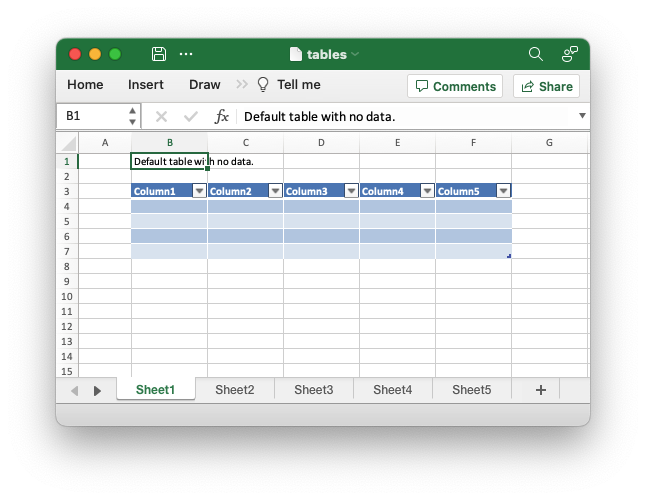 tables
Home Insert Draw Tell me Comments Share
B1 fx Default table with no data.
A B C D E F G
1 Default table with no data.
2
3 Column1 Column2 Column3 Column4 Column5
4
5
6
7
8
9
10
11
12
13
14
15
Sheet1 Sheet2 Sheet3 Sheet4 Sheet5 +